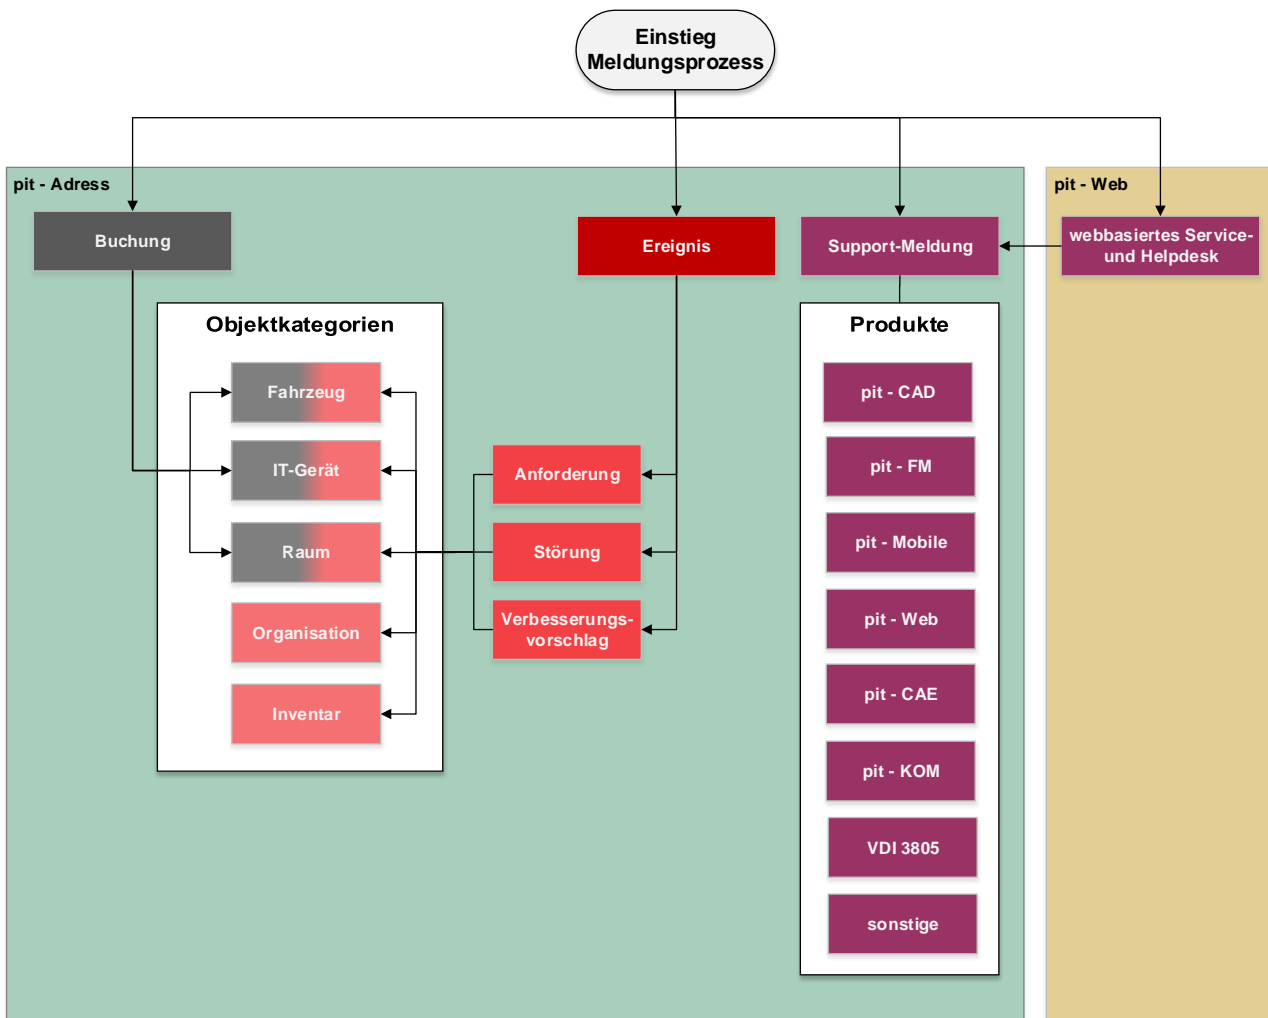 Einstieg
Meldungsprozess
pit - Adress
pit - Web
Buchung
Ereignis
Support-Meldung
webbasiertes Service-
und Helpdesk
Objektkategorien
Fahrzeug
IT-Gerät
Raum
Organisation
Inventar
Anforderung
Störung
Verbesserungs-
vorschlag
Produkte
pit - CAD
pit - FM
pit - Mobile
pit - Web
pit - CAE
pit - KOM
VDI 3805
sonstige